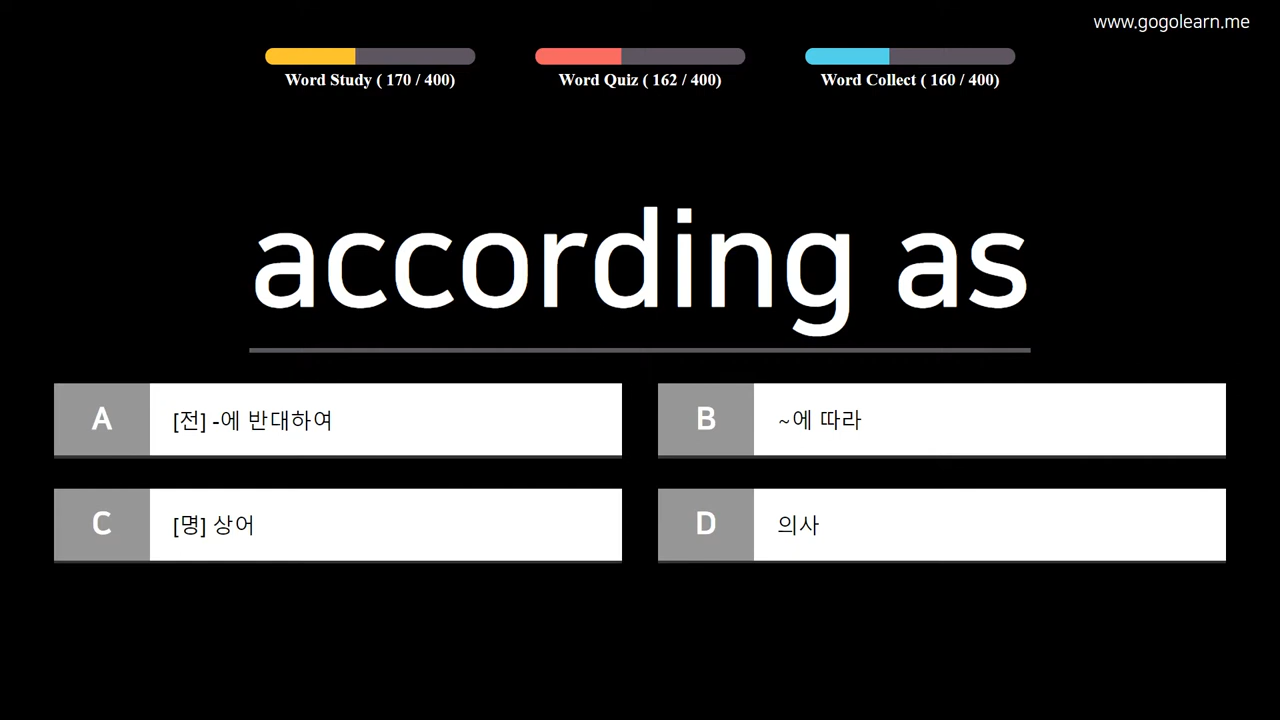 www.gogolearn.me
Word Study ( 170 / 400)
Word Quiz ( 162 / 400)
Word Collect ( 160 / 400)
according as
A
[전] -에 반대하여
B
~에 따라
C
[명] 상어
D
의사